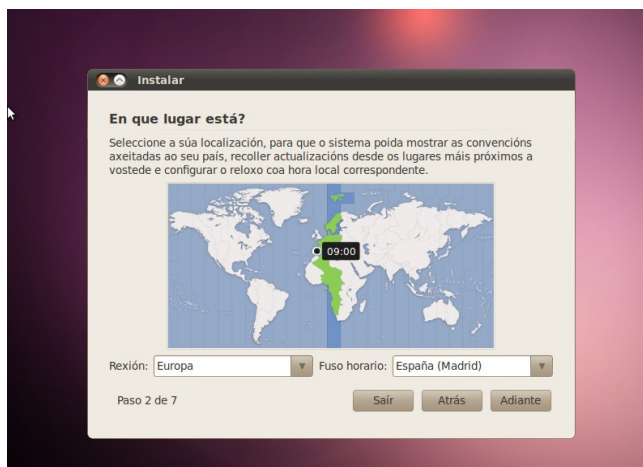 Instalar
En que lugar está?
Seleccione a súa localización, para que o sistema poida mostrar as convencións
axeitadas ao seu país, recoller actualizacións desde os lugares máis próximos a
vostede e configurar o reloxo coa hora local correspondente.
09:00
Rexión: Europa Fuso horario: España (Madrid)
Paso 2 de 7 Saír Atrás Adiante